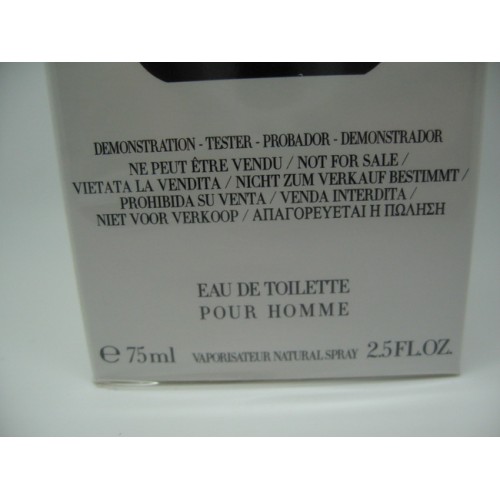 DEMONSTRATION - TESTER - PROBADOR - DEMONSTRADOR
NE PEUT ÊTRE VENDU / NOT FOR SALE /
VIETATA LA VENDITA / NICHT ZUM VERKAUF BESTIMMT /
PROHIBIDA SU VENTA / VENDA INTERDITA /
NIET VOOR VERKOOP / ΑΠΑΓΟΡΕΥΕΤΑΙ Η ΠΩΛΗΣΗ
EAU DE TOILETTE
POUR HOMME
℮ 75ml VAPORISATEUR NATURAL SPRAY 2.5FL.OZ.